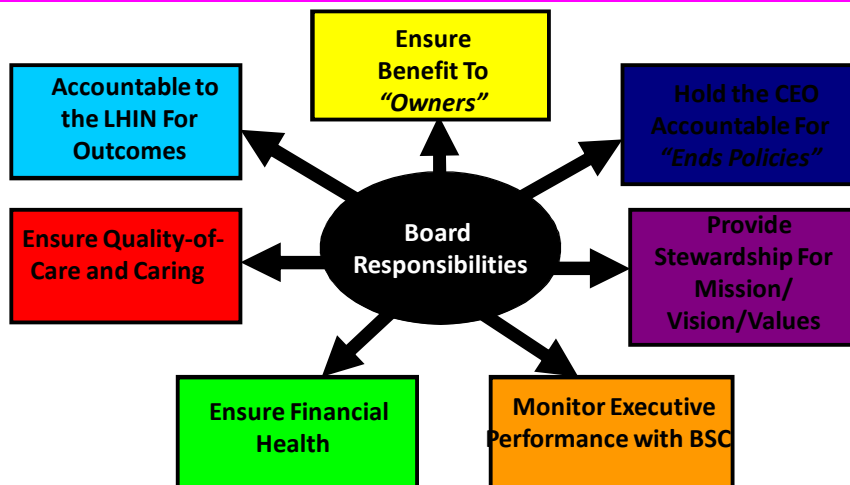 Ensure
Benefit To
“Owners”
Accountable to
the LHIN For
Outcomes
Hold the CEO
Accountable For
“Ends Policies”
Ensure Quality-of-
Care and Caring
Board
Responsibilities
Provide
Stewardship For
Mission/
Vision/Values
Ensure Financial
Health
Monitor Executive
Performance with BSC